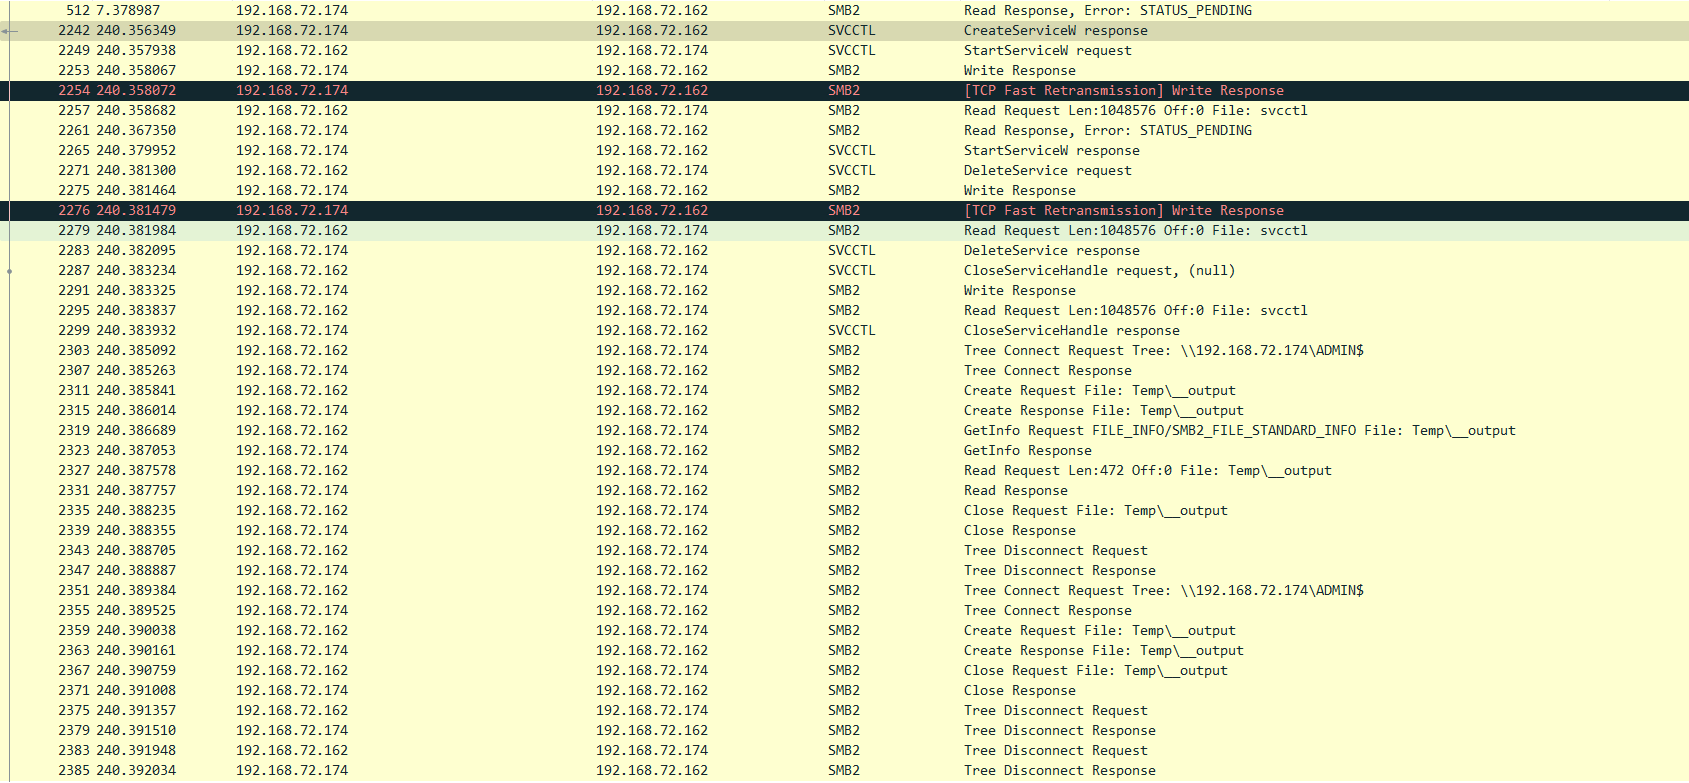 512 7.378987 192.168.72.174 192.168.72.162 SMB2 Read Response, Error: STATUS_PENDING
2242 240.356349 192.168.72.174 192.168.72.162 SVCCTL CreateServiceW response
2249 240.357938 192.168.72.162 192.168.72.174 SVCCTL StartServiceW request
2253 240.358067 192.168.72.174 192.168.72.162 SMB2 Write Response
2254 240.358072 192.168.72.174 192.168.72.162 SMB2 [TCP Fast Retransmission] Write Response
2257 240.358682 192.168.72.162 192.168.72.174 SMB2 Read Request Len:1048576 Off:0 File: svcctl
2261 240.367350 192.168.72.174 192.168.72.162 SMB2 Read Response, Error: STATUS_PENDING
2265 240.379952 192.168.72.174 192.168.72.162 SVCCTL StartServiceW response
2271 240.381300 192.168.72.162 192.168.72.174 SVCCTL DeleteService request
2275 240.381464 192.168.72.174 192.168.72.162 SMB2 Write Response
2276 240.381479 192.168.72.174 192.168.72.162 SMB2 [TCP Fast Retransmission] Write Response
2279 240.381984 192.168.72.162 192.168.72.174 SMB2 Read Request Len:1048576 Off:0 File: svcctl
2283 240.382095 192.168.72.174 192.168.72.162 SVCCTL DeleteService response
2287 240.383234 192.168.72.162 192.168.72.174 SVCCTL CloseServiceHandle request, (null)
2291 240.383325 192.168.72.174 192.168.72.162 SMB2 Write Response
2295 240.383837 192.168.72.162 192.168.72.174 SMB2 Read Request Len:1048576 Off:0 File: svcctl
2299 240.383932 192.168.72.174 192.168.72.162 SVCCTL CloseServiceHandle response
2303 240.385092 192.168.72.162 192.168.72.174 SMB2 Tree Connect Request Tree: \\192.168.72.174\ADMIN$
2307 240.385263 192.168.72.174 192.168.72.162 SMB2 Tree Connect Response
2311 240.385841 192.168.72.162 192.168.72.174 SMB2 Create Request File: Temp\__output
2315 240.386014 192.168.72.174 192.168.72.162 SMB2 Create Response File: Temp\__output
2319 240.386689 192.168.72.162 192.168.72.174 SMB2 GetInfo Request FILE_INFO/SMB2_FILE_STANDARD_INFO File: Temp\__output
2323 240.387053 192.168.72.174 192.168.72.162 SMB2 GetInfo Response
2327 240.387578 192.168.72.162 192.168.72.174 SMB2 Read Request Len:472 Off:0 File: Temp\__output
2331 240.387757 192.168.72.174 192.168.72.162 SMB2 Read Response
2335 240.388235 192.168.72.162 192.168.72.174 SMB2 Close Request File: Temp\__output
2339 240.388355 192.168.72.174 192.168.72.162 SMB2 Close Response
2343 240.388705 192.168.72.162 192.168.72.174 SMB2 Tree Disconnect Request
2347 240.388887 192.168.72.174 192.168.72.162 SMB2 Tree Disconnect Response
2351 240.389384 192.168.72.162 192.168.72.174 SMB2 Tree Connect Request Tree: \\192.168.72.174\ADMIN$
2355 240.389525 192.168.72.174 192.168.72.162 SMB2 Tree Connect Response
2359 240.390038 192.168.72.162 192.168.72.174 SMB2 Create Request File: Temp\__output
2363 240.390161 192.168.72.174 192.168.72.162 SMB2 Create Response File: Temp\__output
2367 240.390759 192.168.72.162 192.168.72.174 SMB2 Close Request File: Temp\__output
2371 240.391008 192.168.72.174 192.168.72.162 SMB2 Close Response
2375 240.391357 192.168.72.162 192.168.72.174 SMB2 Tree Disconnect Request
2379 240.391510 192.168.72.174 192.168.72.162 SMB2 Tree Disconnect Response
2383 240.391948 192.168.72.162 192.168.72.174 SMB2 Tree Disconnect Request
2385 240.392034 192.168.72.174 192.168.72.162 SMB2 Tree Disconnect Response